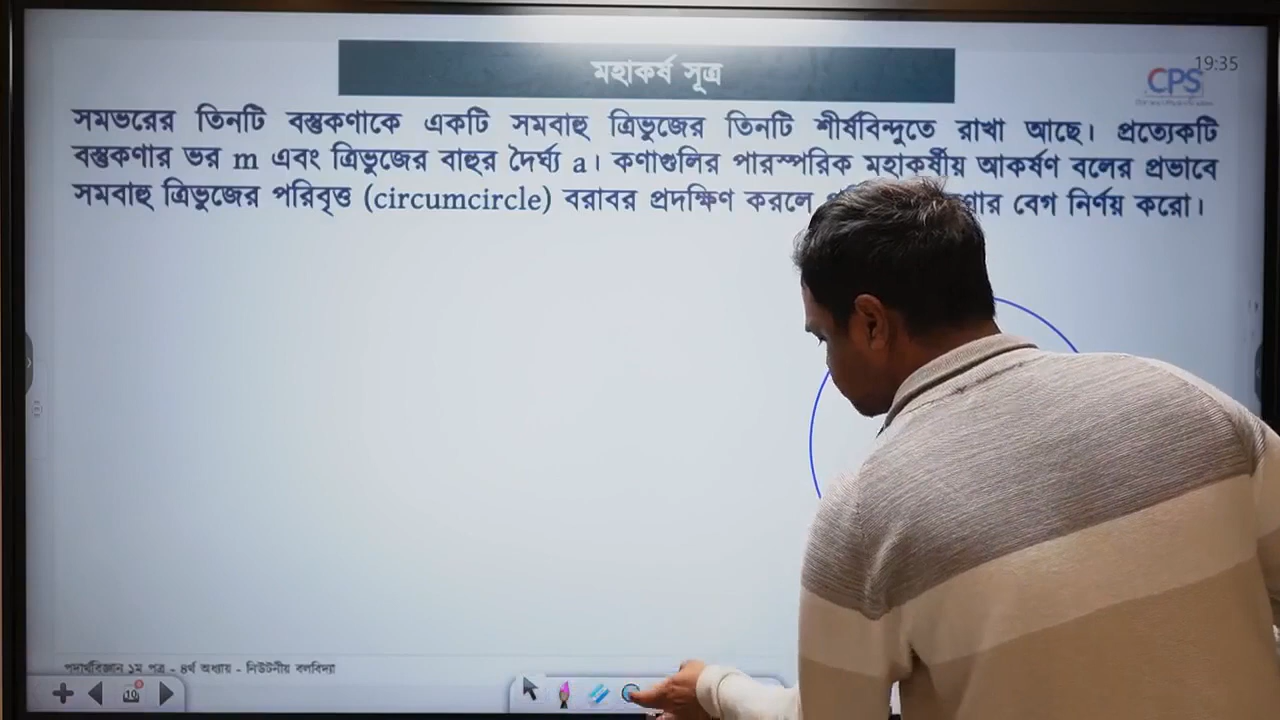 মহাকর্ষ সূত্র
19:35
CPS
সমভরের তিনটি বস্তুকণাকে একটি সমবাহু ত্রিভুজের তিনটি শীর্ষবিন্দুতে রাখা আছে। প্রত্যেকটি
বস্তুকণার ভর m এবং ত্রিভুজের বাহুর দৈর্ঘ্য a। কণাগুলির পারস্পরিক মহাকর্ষীয় আকর্ষণ বলের প্রভাবে
সমবাহু ত্রিভুজের পরিবৃত্ত (circumcircle) বরাবর প্রদক্ষিণ করলে বেগ নির্ণয় করো।
পদার্থবিজ্ঞান ১ম পত্র - ৪র্থ অধ্যায় - নিউটনীয় বলবিদ্যা
10